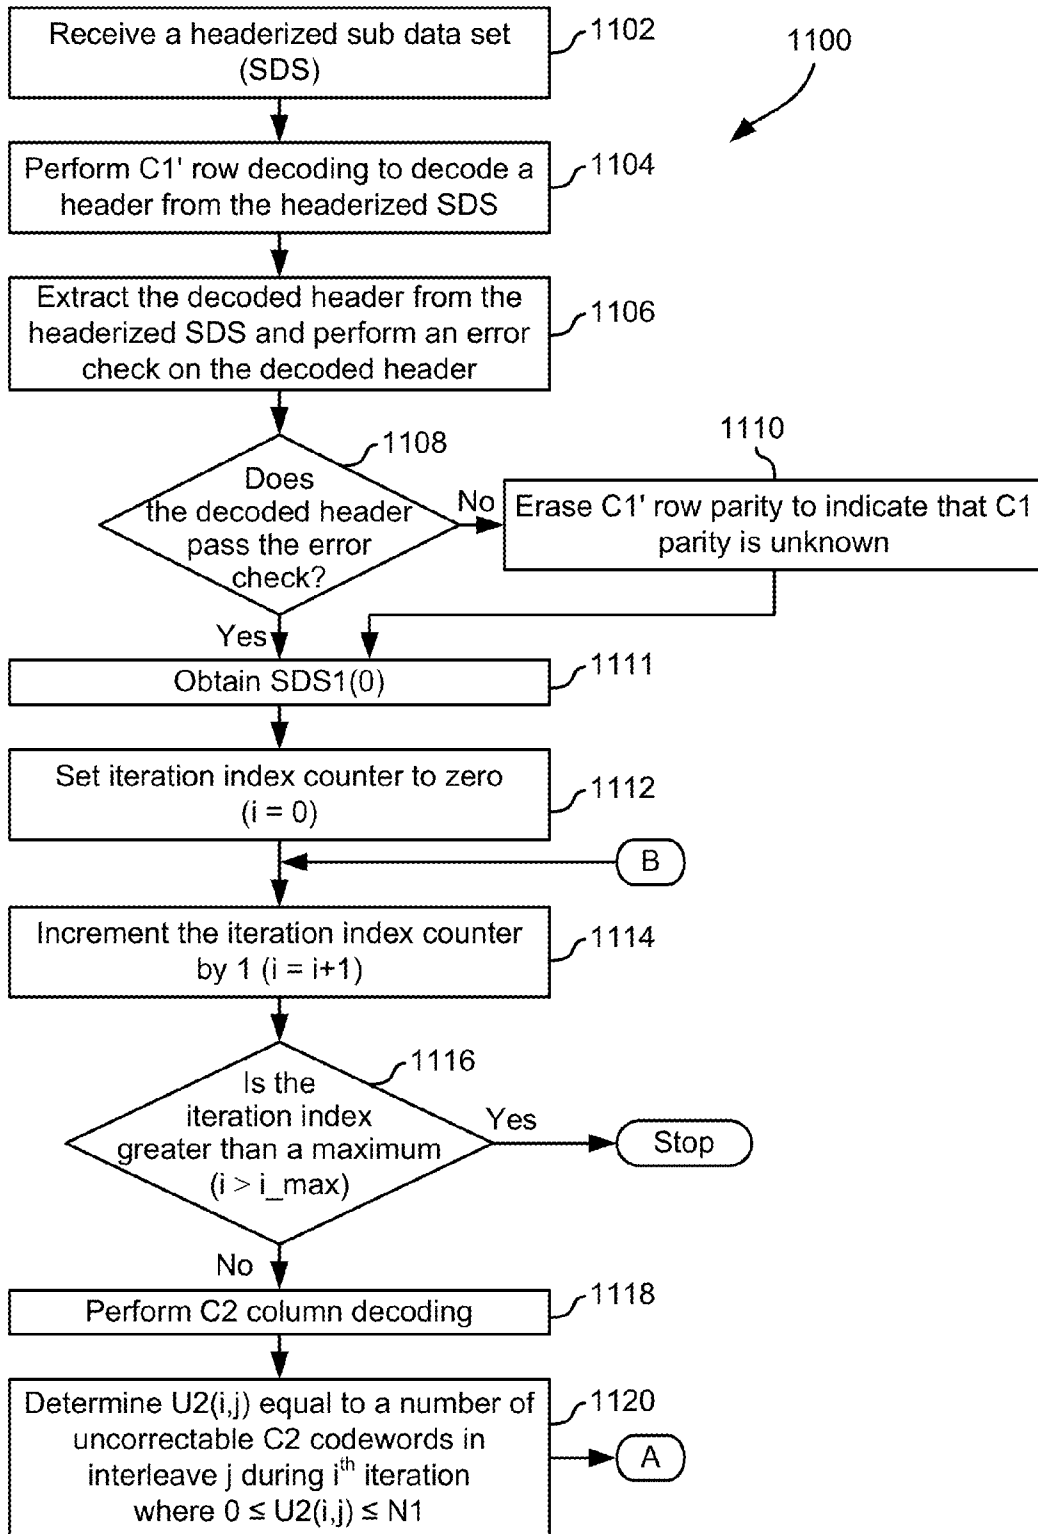 Receive a headerized sub data set
(SDS)
1102
1100
Perform C1' row decoding to decode a
header from the headerized SDS
1104
Extract the decoded header from the
headerized SDS and perform an error
check on the decoded header
1106
Does
the decoded header
pass the error
check?
1108
No
1110
Erase C1' row parity to indicate that C1
parity is unknown
Yes
Obtain SDS1(0)
1111
Set iteration index counter to zero
(i = 0)
1112
B
Increment the iteration index counter
by 1 (i = i+1)
1114
Is the
iteration index
greater than a maximum
(i > i_max)
1116
Yes
Stop
No
Perform C2 column decoding
1118
Determine U2(i,j) equal to a number of
uncorrectable C2 codewords in
interleave j during i^th iteration
where 0 ≤ U2(i,j) ≤ N1
1120
A